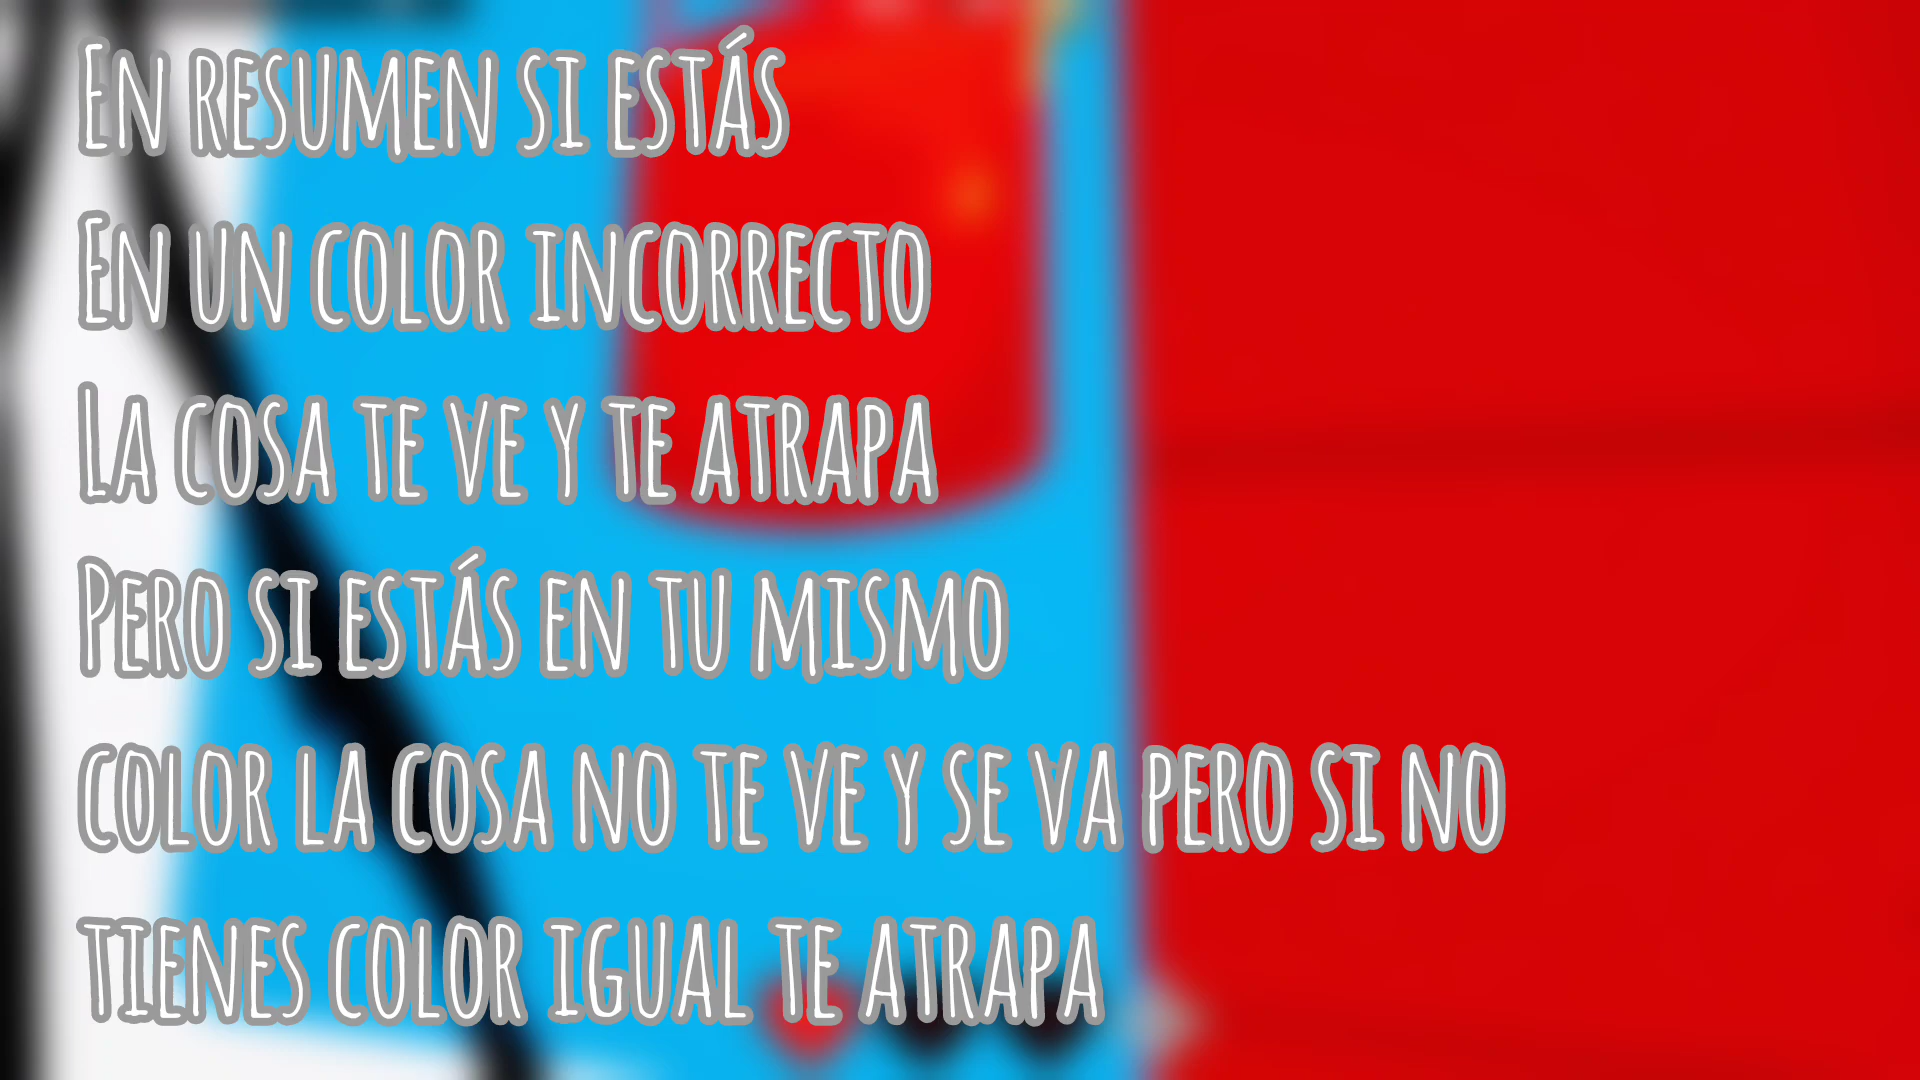 En resumen si estás
En un color incorrecto
La cosa te ve y te atrapa
Pero si estás en tu mismo
color la cosa no te ve y se va pero si no
tienes color igual te atrapa